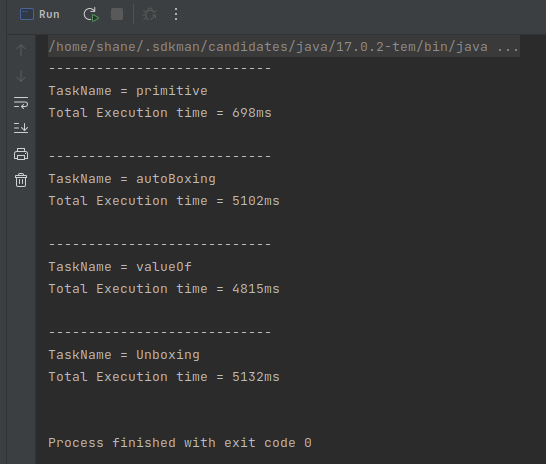 Run
/home/shane/.sdkman/candidates/java/17.0.2-tem/bin/java ...
----------------------------
TaskName = primitive
Total Execution time = 698ms
----------------------------
TaskName = autoBoxing
Total Execution time = 5102ms
----------------------------
TaskName = valueOf
Total Execution time = 4815ms
----------------------------
TaskName = Unboxing
Total Execution time = 5132ms
Process finished with exit code 0